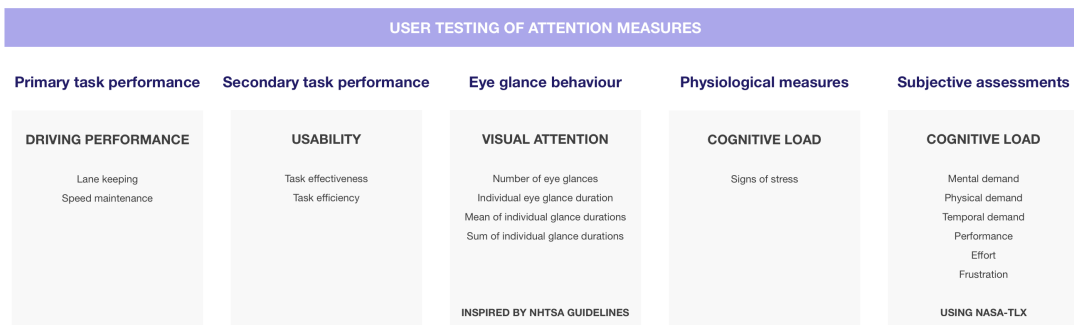 USER TESTING OF ATTENTION MEASURES
Primary task performance
DRIVING PERFORMANCE
Lane keeping
Speed maintenance
Secondary task performance
USABILITY
Task effectiveness
Task efficiency
Eye glance behaviour
VISUAL ATTENTION
Number of eye glances
Individual eye glance duration
Mean of individual glance durations
Sum of individual glance durations
INSPIRED BY NHTSA GUIDELINES
Physiological measures
COGNITIVE LOAD
Signs of stress
Subjective assessments
COGNITIVE LOAD
Mental demand
Physical demand
Temporal demand
Performance
Effort
Frustration
USING NASA-TLX